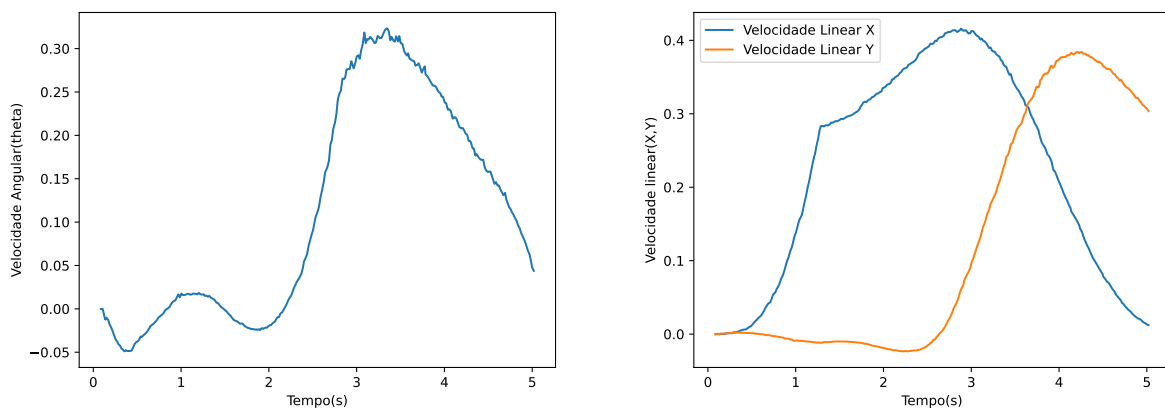 Velocidade Angular(theta)
0.30
0.25
0.20
0.15
0.10
0.05
0.00
−0.05
0 1 2 3 4 5
Tempo(s)
Velocidade linear(X,Y)
Velocidade Linear X
Velocidade Linear Y
0.4
0.3
0.2
0.1
0.0
0 1 2 3 4 5
Tempo(s)